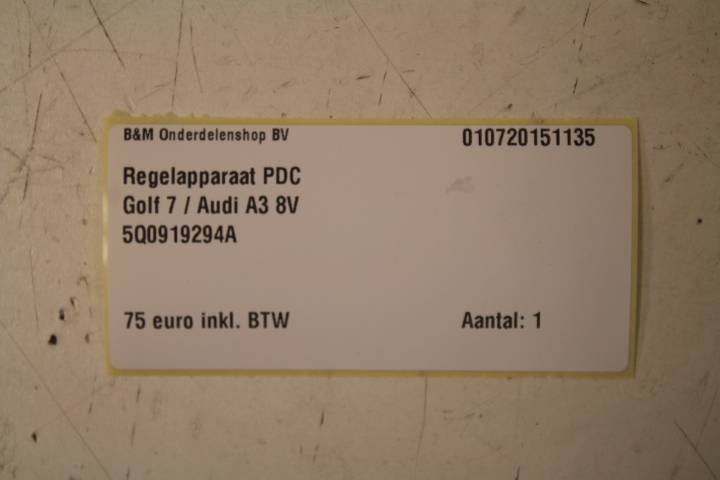 B&M Onderdelenshop BV 010720151135
Regelapparaat PDC
Golf 7 / Audi A3 8V
5Q0919294A
75 euro inkl. BTW Aantal: 1